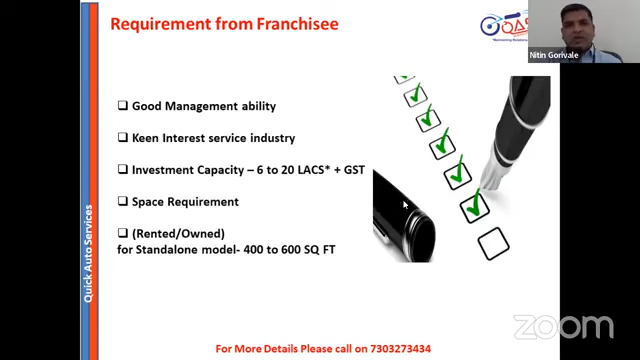 Requirement from Franchisee
QAS
Nitin Gorivale
Good Management ability
Keen Interest service industry
Investment Capacity – 6 to 20 LACS* + GST
Space Requirement
(Rented/Owned)
for Standalone model- 400 to 600 SQ FT
Quick Auto Services
zoom
For More Details Please call on 7303273434